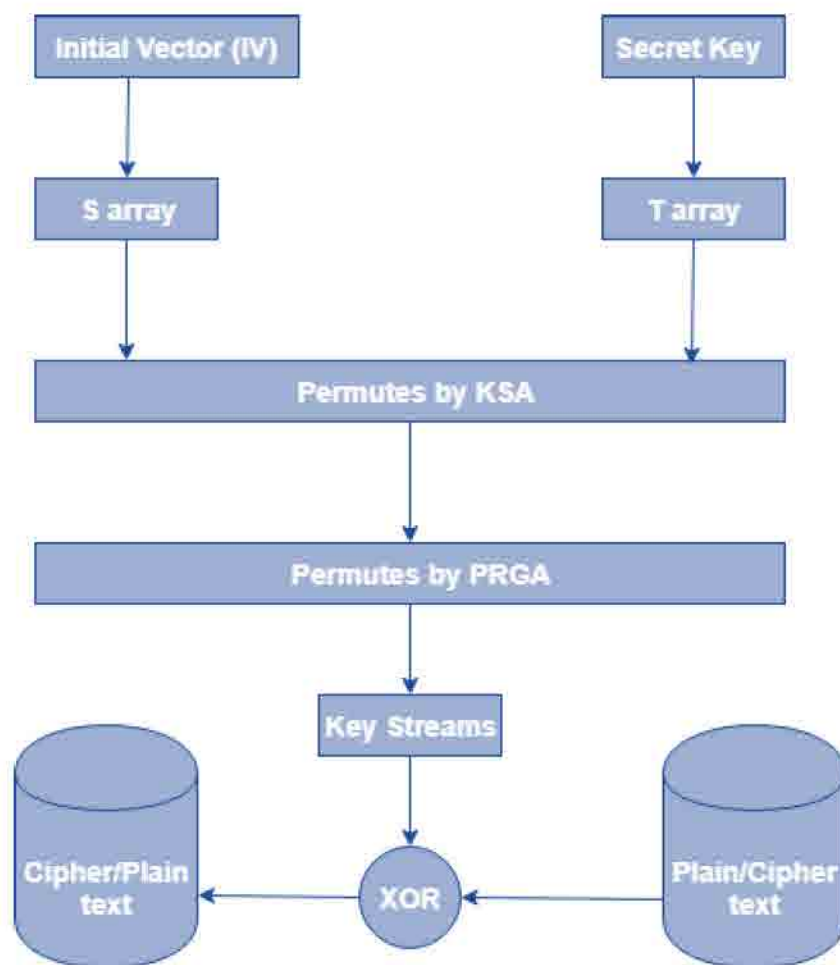 Initial Vector (IV)
Secret Key
S array
T array
Permutes by KSA
Permutes by PRGA
Key Streams
Cipher/Plain
text
XOR
Plain/Cipher
text